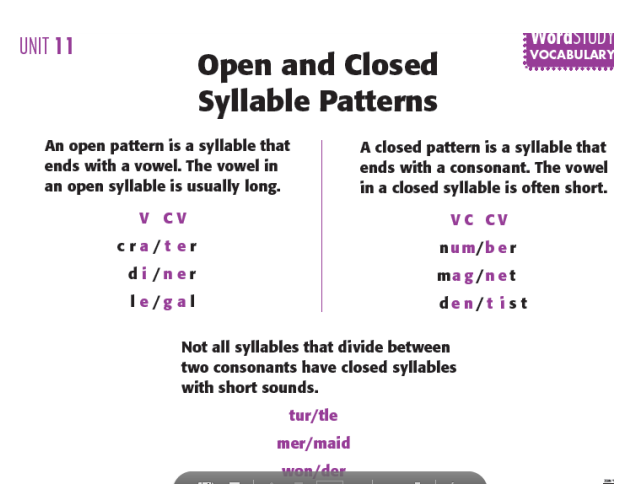 UNIT 11
WordSTUDY
VOCABULARY
Open and Closed
Syllable Patterns
An open pattern is a syllable that
ends with a vowel. The vowel in
an open syllable is usually long.
V CV
cra/ter
di/ner
le/gal
A closed pattern is a syllable that
ends with a consonant. The vowel
in a closed syllable is often short.
VC CV
num/ber
mag/net
den/tist
Not all syllables that divide between
two consonants have closed syllables
with short sounds.
tur/tle
mer/maid
won/der